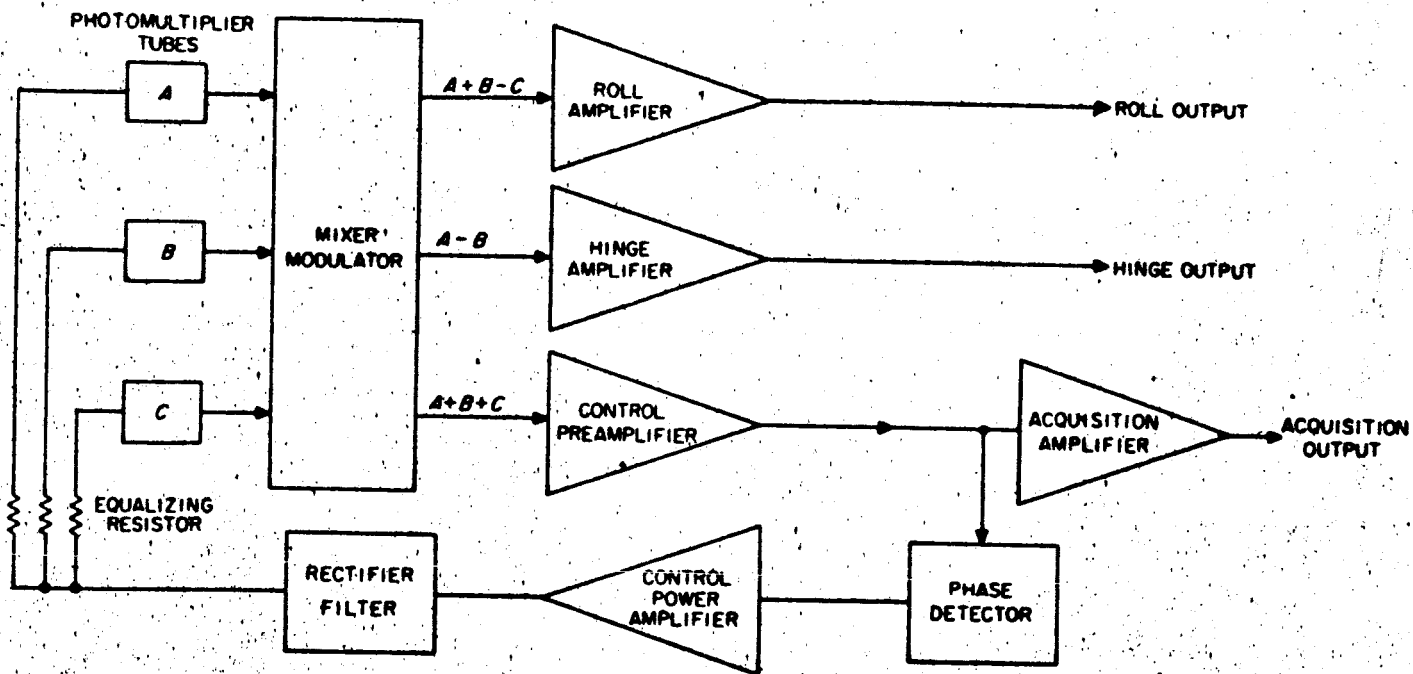 PHOTOMULTIPLIER
TUBES
A
B
C
EQUALIZING
RESISTOR
MIXER
MODULATOR
A+B-C
A-B
A+B+C
ROLL
AMPLIFIER
ROLL OUTPUT
HINGE
AMPLIFIER
HINGE OUTPUT
CONTROL
PREAMPLIFIER
ACQUISITION
AMPLIFIER
ACQUISITION
OUTPUT
RECTIFIER
FILTER
CONTROL
POWER
AMPLIFIER
PHASE
DETECTOR